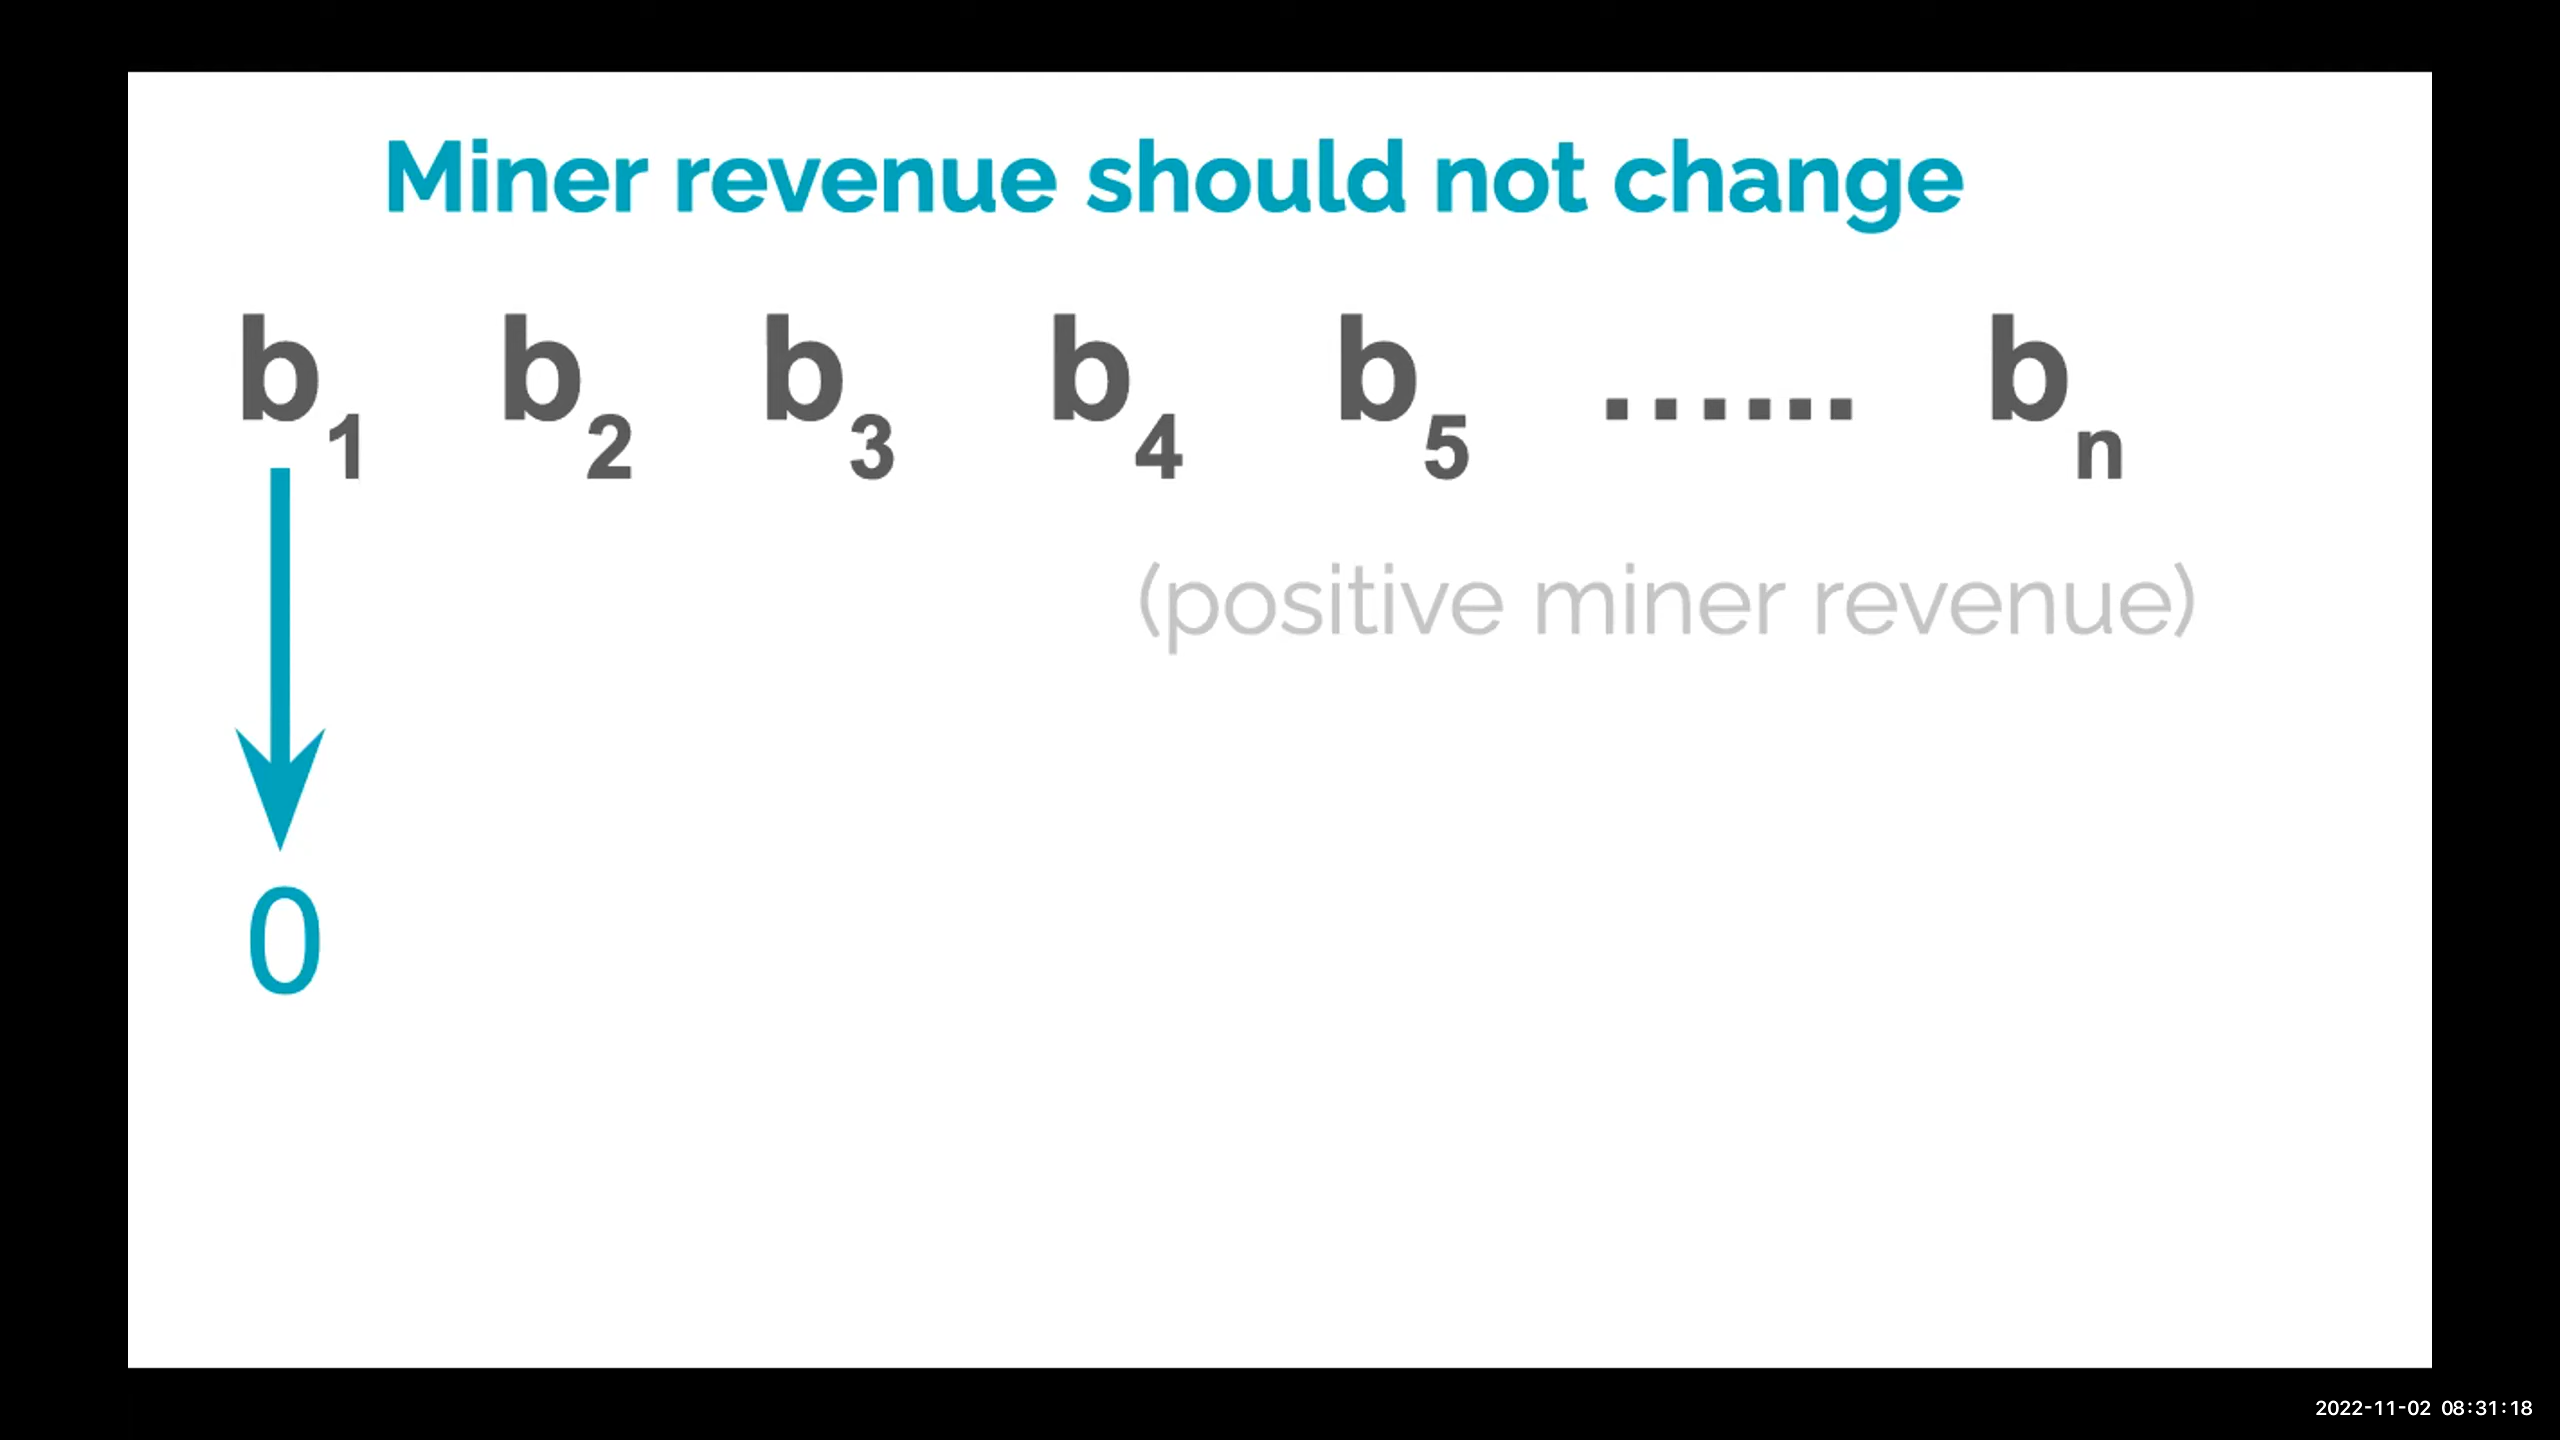 Miner revenue should not change
b1 b2 b3 b4 b5 ...... bn
(positive miner revenue)
0
2022-11-02 08:31:18